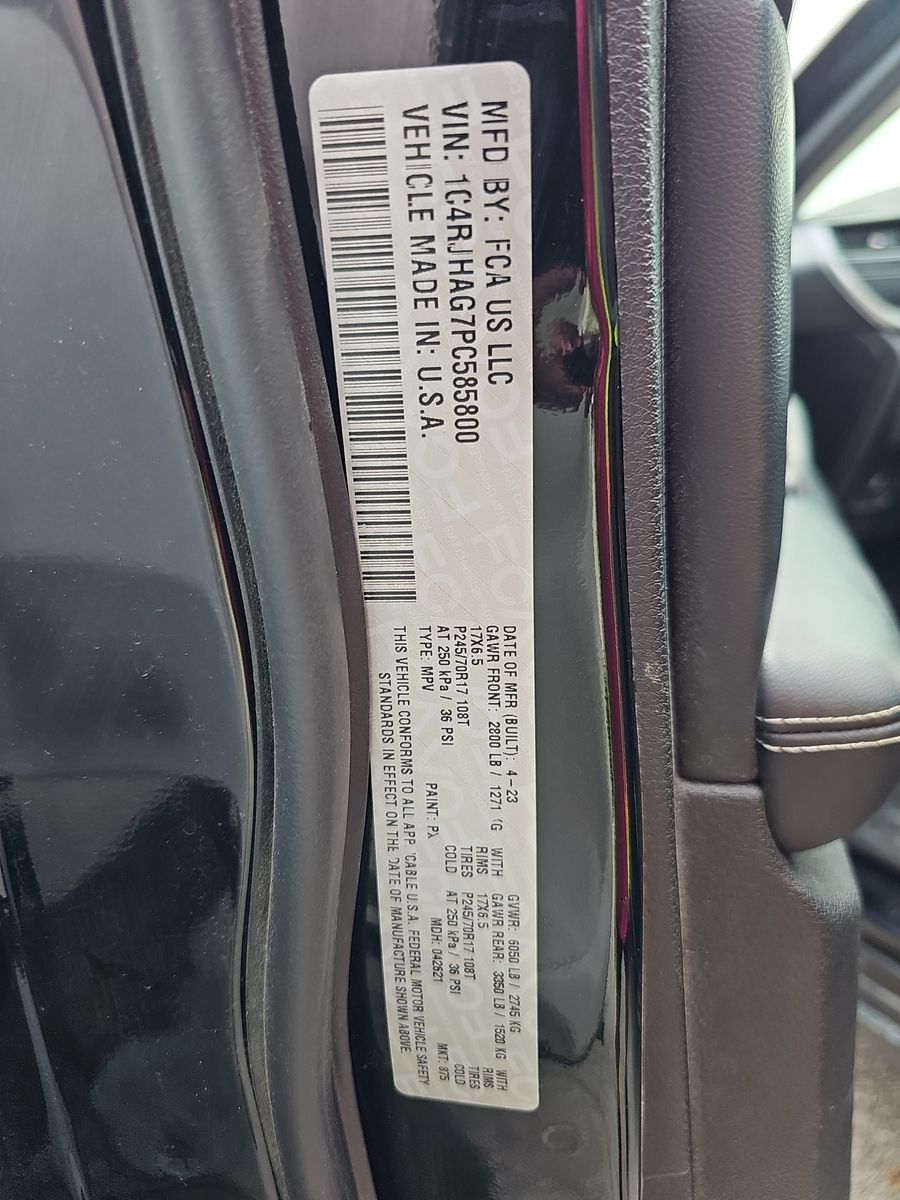 MFD BY: FCA US LLC
VIN: 1C4RJHAG7PC585800
VEHICLE MADE IN: U.S.A.
DATE OF MFR (BUILT): 4-23 GVWR: 6050 LB / 2745 KG
GAWR FRONT: 2800 LB / 1271 KG WITH GAWR REAR: 3350 LB / 1520 KG WITH
17X6.5 RIMS 17X6.5 RIMS
P245/70R17 108T TIRES P245/70R17 108T TIRES
AT 250 kPa / 36 PSI COLD AT 250 kPa / 36 PSI COLD
TYPE: MPV PAINT: PX MDH: 042621 MKT: 875
THIS VEHICLE CONFORMS TO ALL APP 'CABLE U.S.A. FEDERAL MOTOR VEHICLE SAFETY
STANDARDS IN EFFECT ON THE DATE OF MANUFACTURE SHOWN ABOVE.